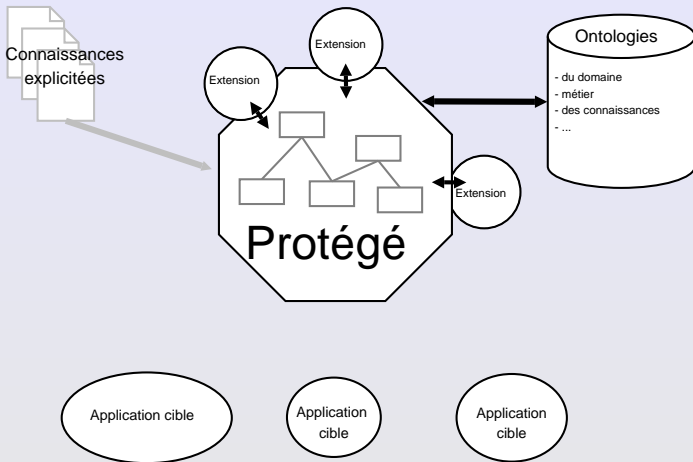 Connaissances
explicitées
Extension
Extension
Ontologies
- du domaine
- métier
- des connaissances
- ...
Extension
Protégé
Application cible
Application
cible
Application
cible